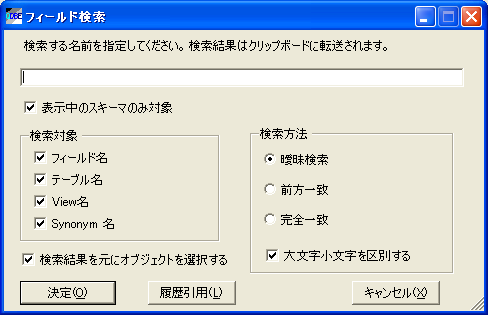 DBE フィールド検索
検索する名前を指定してください。検索結果はクリップボードに転送されます。
表示中のスキーマのみ対象
検索対象
フィールド名
テーブル名
View名
Synonym 名
検索方法
曖昧検索
前方一致
完全一致
大文字小文字を区別する
検索結果を元にオブジェクトを選択する
決定(O) 履歴引用(L) キャンセル(X)